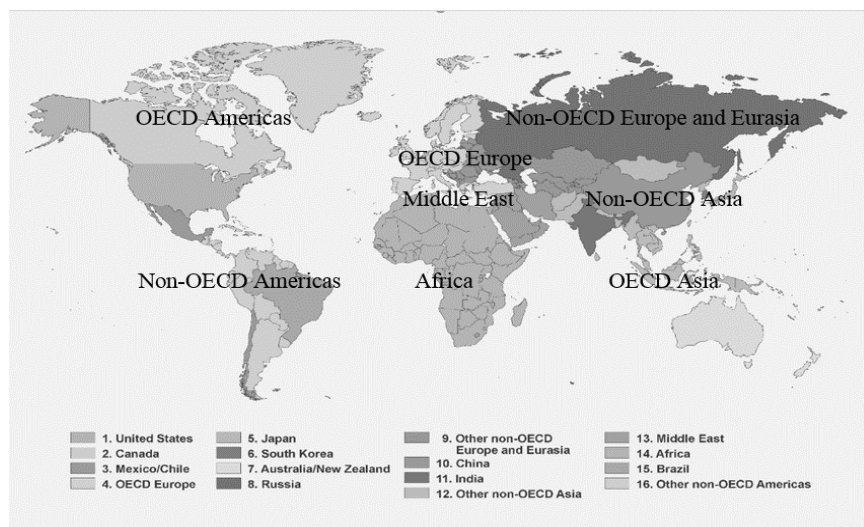 OECD Americas
Non-OECD Europe and Eurasia
OECD Europe
Middle East
Non-OECD Asia
Non-OECD Americas
Africa
OECD Asia
1. United States
2. Canada
3. Mexico/Chile
4. OECD Europe
5. Japan
6. South Korea
7. Australia/New Zealand
8. Russia
9. Other non-OECD
Europe and Eurasia
10. China
11. India
12. Other non-OECD Asia
13. Middle East
14. Africa
15. Brazil
16. Other non-OECD Americas